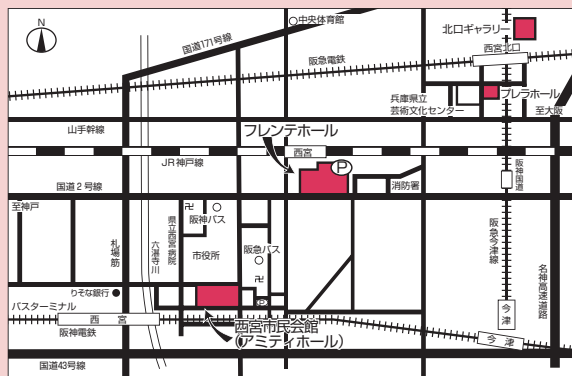 N
中央体育館
北口ギャラリー
国道171号線
西宮北口
阪急電鉄
プレラホール
兵庫県立
芸術文化センター
至大阪
山手幹線
フレンテホール
西宮
P
JR神戸線
阪神国道
国道2号線
消防署
至神戸
阪神バス
県立西宮病院
札場筋
六湛寺川
市役所
阪急バス
阪急今津線
名神高速道路
りそな銀行
バスターミナル
P
今津
西宮
阪神電鉄
西宮市民会館
(アミティホール)
今津
国道43号線